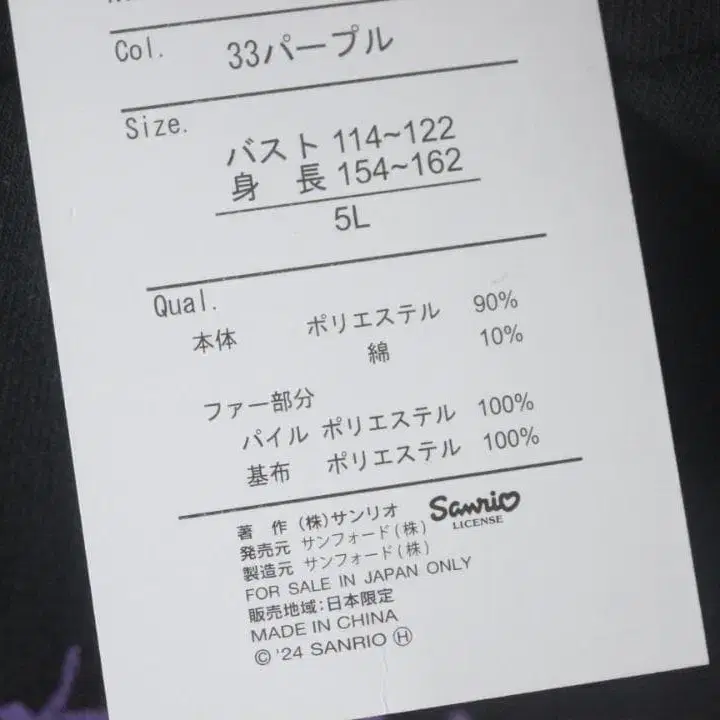 Col. 33パープル
Size.
バスト 114~122
身 長 154~162
5L
Qual.
本体 ポリエステル 90%
綿 10%
ファー部分
パイル ポリエステル 100%
基布 ポリエステル 100%
著 作 (株)サンリオ
Sanrio
LICENSE
発売元 サンフォード(株)
製造元 サンフォード(株)
FOR SALE IN JAPAN ONLY
販売地域:日本限定
MADE IN CHINA
© '24 SANRIO Ⓗ